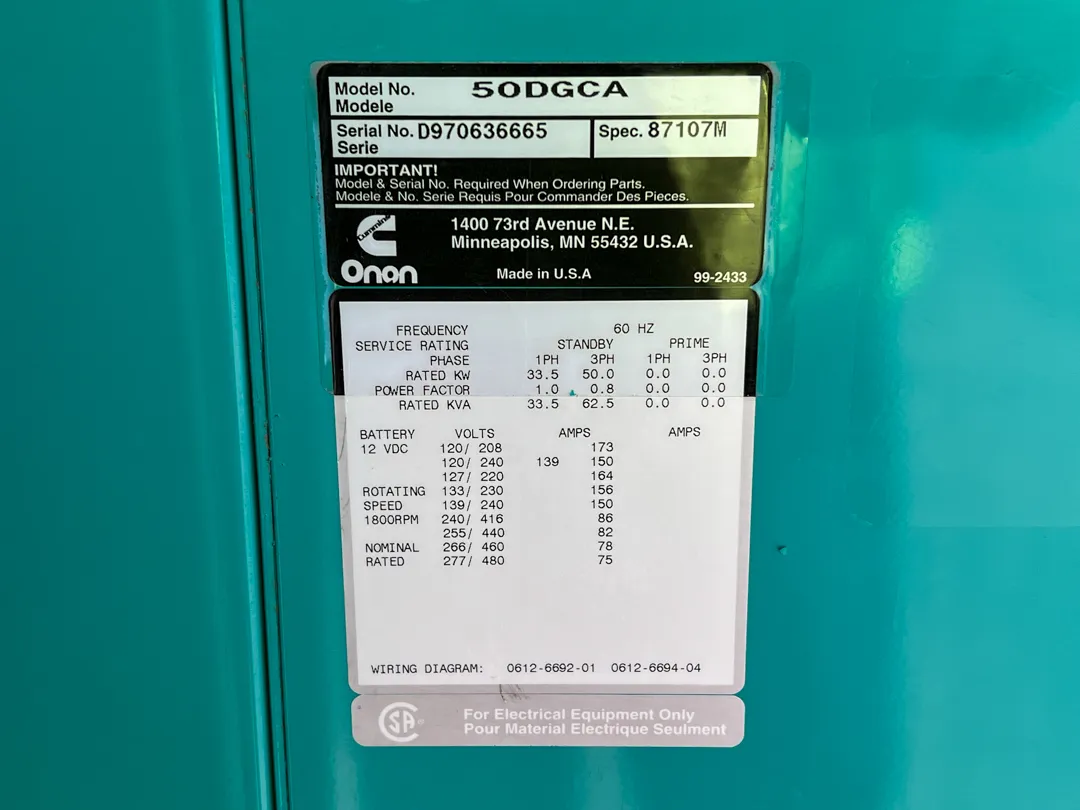 Model No. 50DGCA
Modele
Serial No. D970636665 Spec. 87107M
Serie
IMPORTANT!
Model & Serial No. Required When Ordering Parts.
Modele & No. Serie Requis Pour Commander Des Pieces.
Cummins
Onan
1400 73rd Avenue N.E.
Minneapolis, MN 55432 U.S.A.
Made in U.S.A 99-2433
FREQUENCY 60 HZ
SERVICE RATING STANDBY PRIME
PHASE 1PH 3PH 1PH 3PH
RATED KW 33.5 50.0 0.0 0.0
POWER FACTOR 1.0 0.8 0.0 0.0
RATED KVA 33.5 62.5 0.0 0.0
BATTERY VOLTS AMPS AMPS
12 VDC 120/ 208 173
120/ 240 139 150
127/ 220 164
ROTATING 133/ 230 156
SPEED 139/ 240 150
1800RPM 240/ 416 86
255/ 440 82
NOMINAL 266/ 460 78
RATED 277/ 480 75
WIRING DIAGRAM: 0612-6692-01 0612-6694-04
SA ®
For Electrical Equipment Only
Pour Material Electrique Seulment